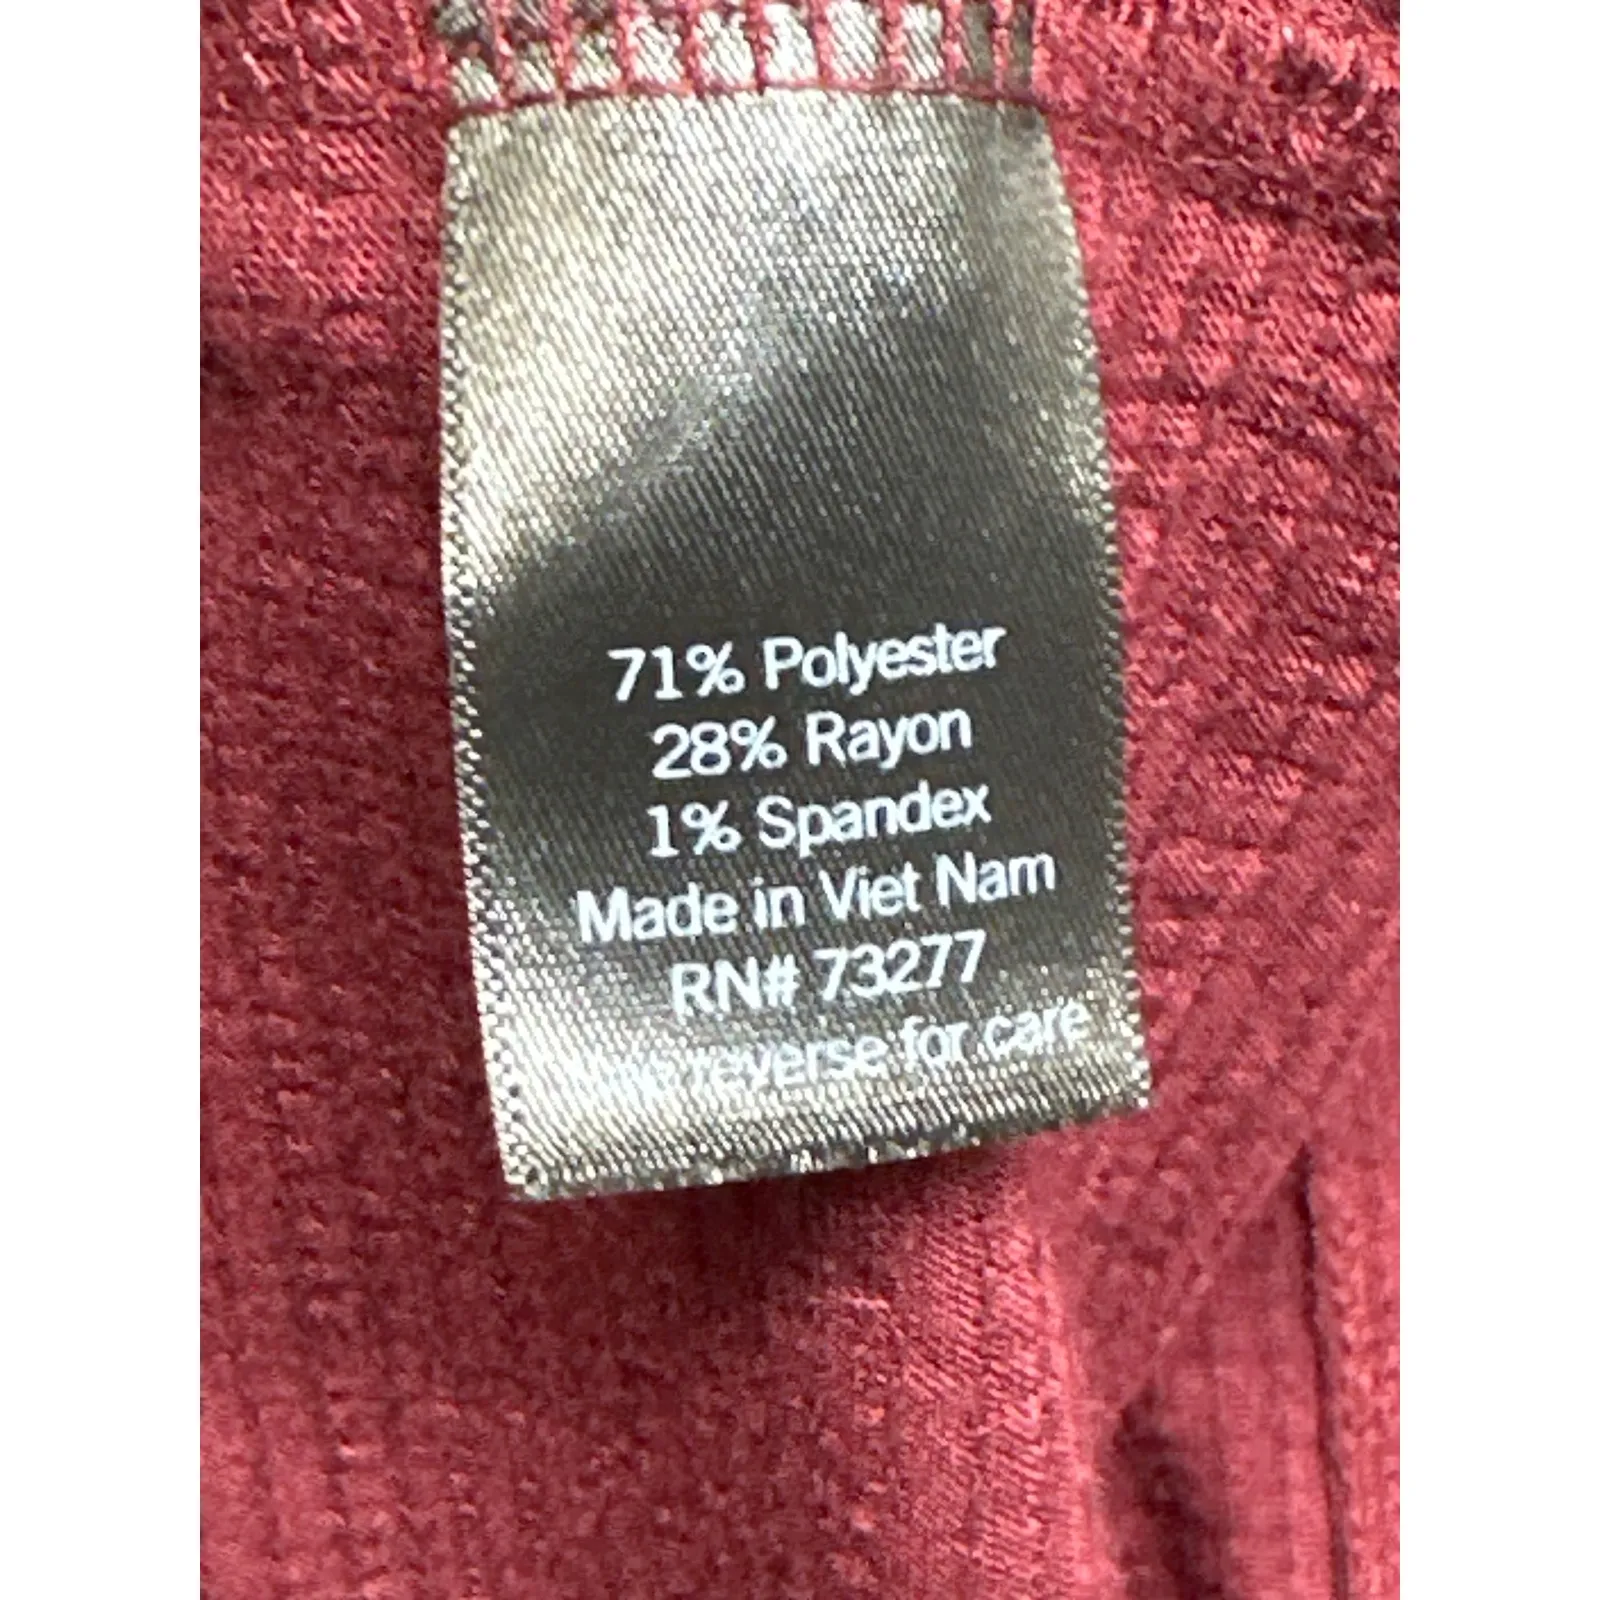 71% Polyester
28% Rayon
1% Spandex
Made in Viet Nam
RN# 73277
reverse for care